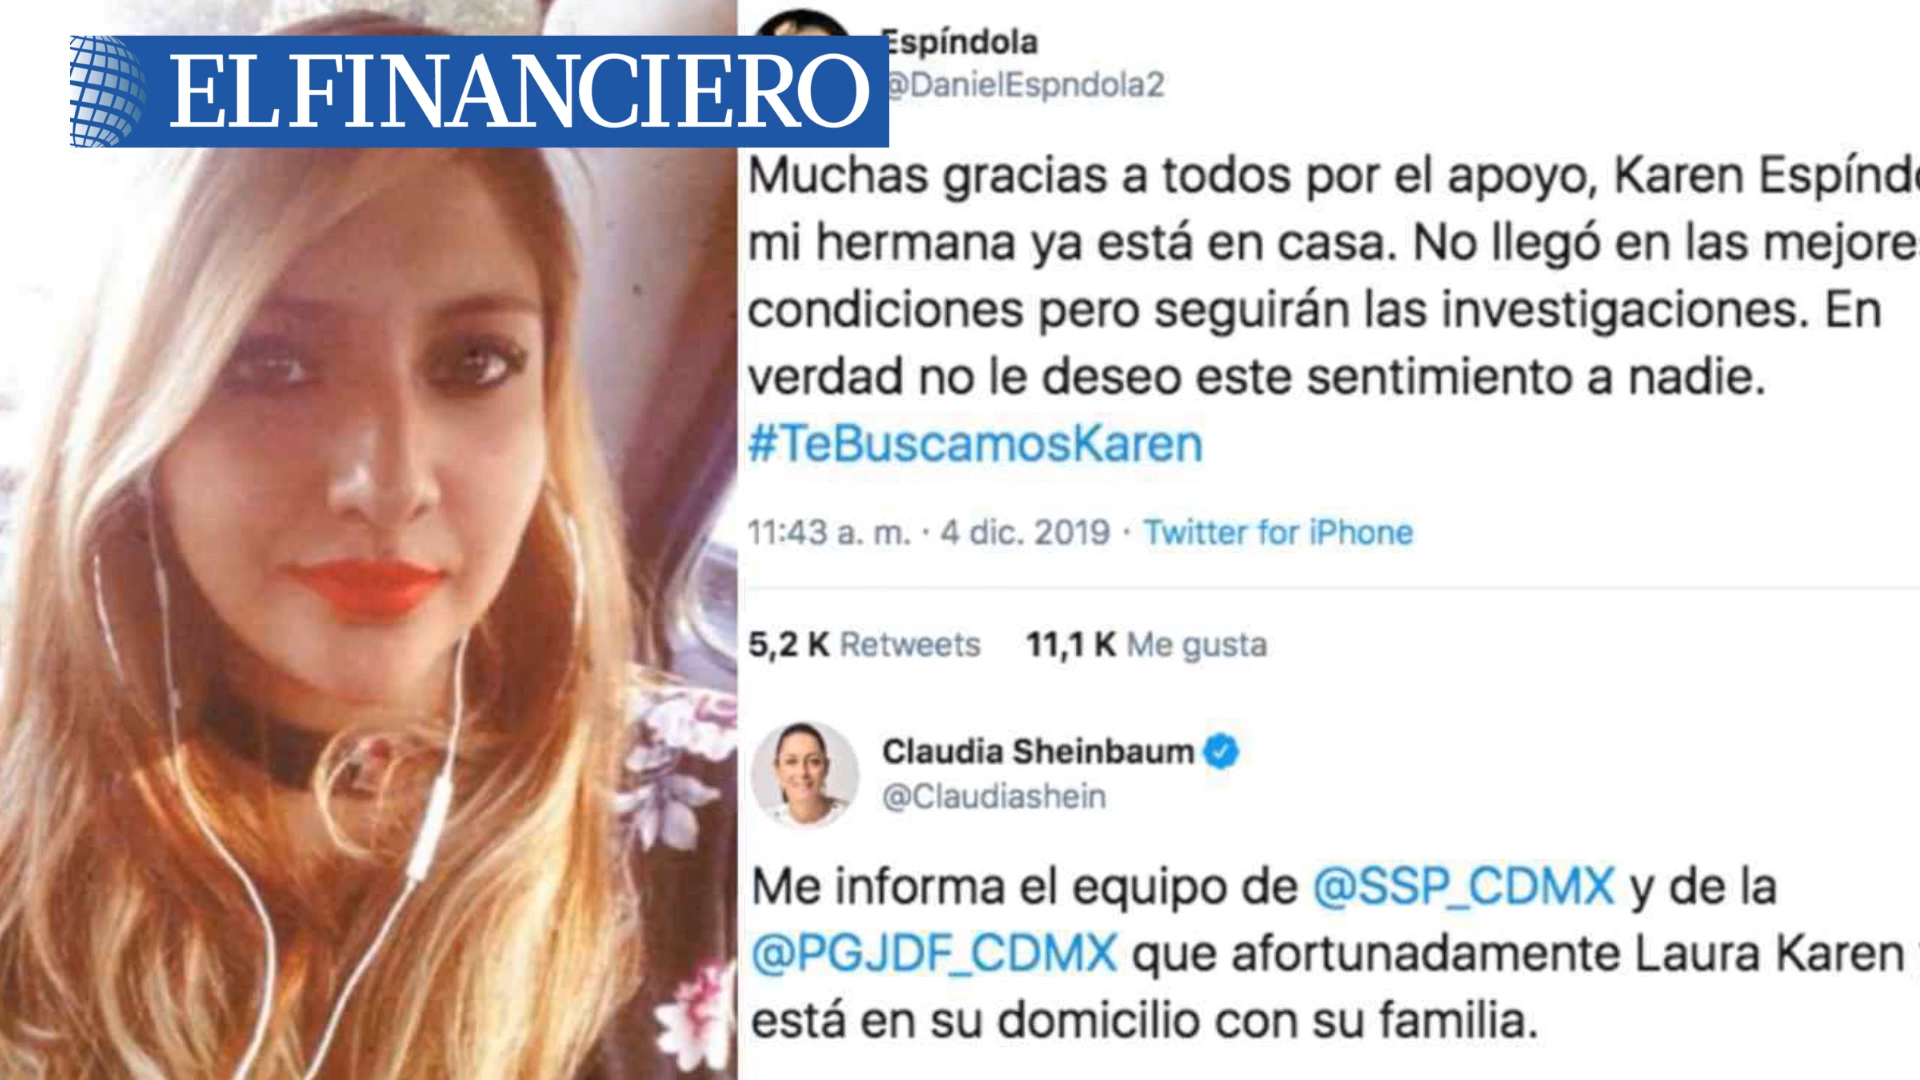 EL FINANCIERO
Espíndola
@DanielEspndola2
Muchas gracias a todos por el apoyo, Karen Espínd
mi hermana ya está en casa. No llegó en las mejore
condiciones pero seguirán las investigaciones. En
verdad no le deseo este sentimiento a nadie.
#TeBuscamosKaren
11:43 a. m. · 4 dic. 2019 · Twitter for iPhone
5,2 K Retweets 11,1 K Me gusta
Claudia Sheinbaum
@Claudiashein
Me informa el equipo de @SSP_CDMX y de la
@PGJDF_CDMX que afortunadamente Laura Karen
está en su domicilio con su familia.